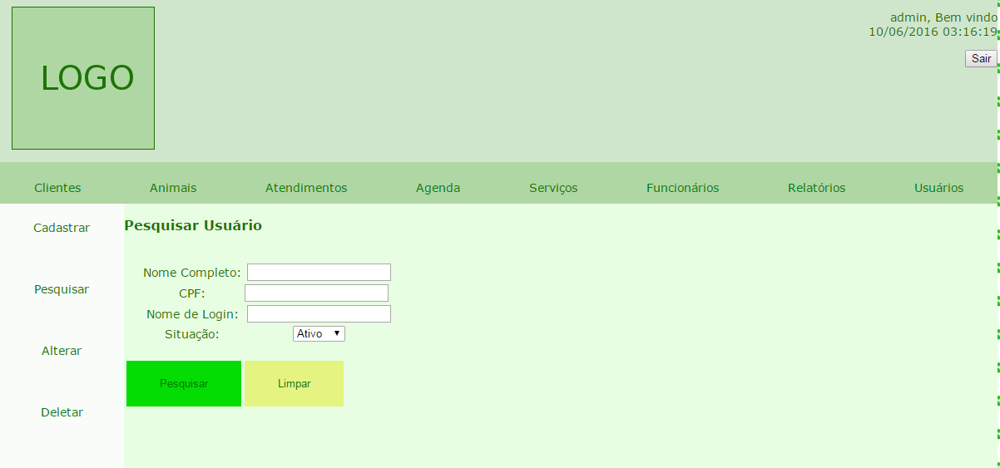 LOGO
admin, Bem vindo
10/06/2016 03:16:19
Sair
Clientes Animais Atendimentos Agenda Serviços Funcionários Relatórios Usuários
Cadastrar
Pesquisar
Alterar
Deletar
Pesquisar Usuário
Nome Completo:
CPF:
Nome de Login:
Situação: Ativo
Pesquisar Limpar